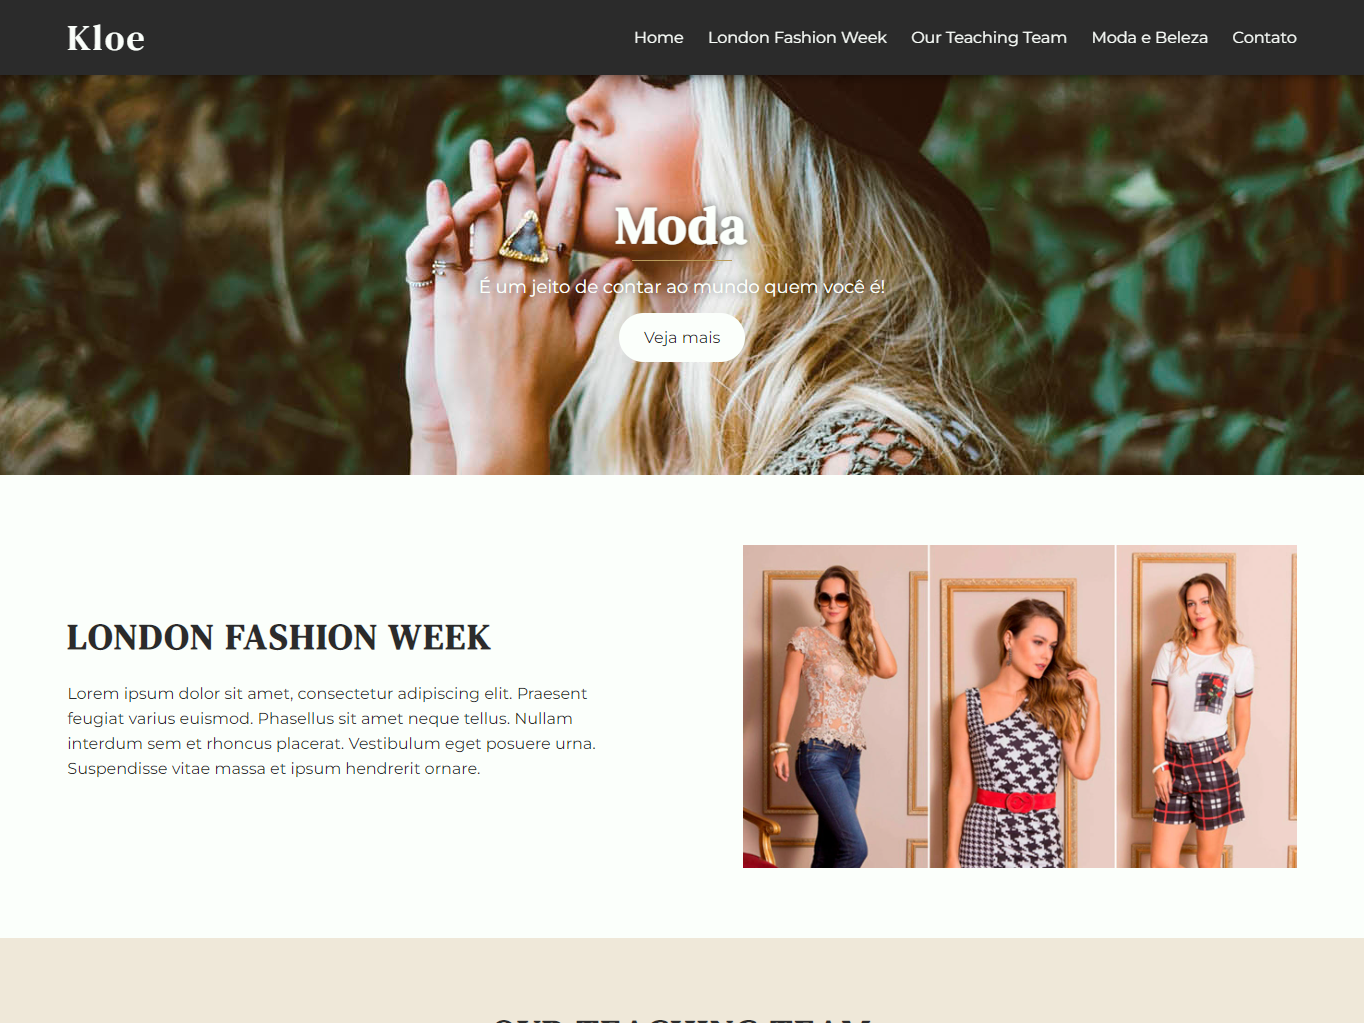 Kloe
Home London Fashion Week Our Teaching Team Moda e Beleza Contato
Moda
É um jeito de contar ao mundo quem você é!
Veja mais
LONDON FASHION WEEK
Lorem ipsum dolor sit amet, consectetur adipiscing elit. Praesent
feugiat varius euismod. Phasellus sit amet neque tellus. Nullam
interdum sem et rhoncus placerat. Vestibulum eget posuere urna.
Suspendisse vitae massa et ipsum hendrerit ornare.
OUR TEACHING TEAM